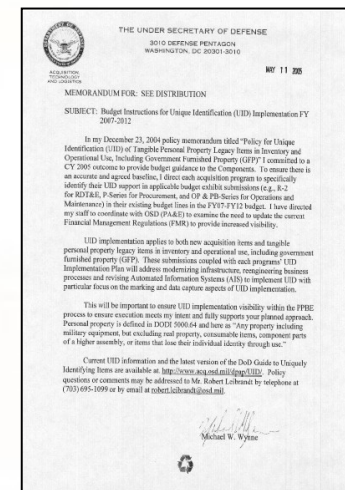 THE UNDER SECRETARY OF DEFENSE
3010 DEFENSE PENTAGON
WASHINGTON, DC 20301-3010
ACQUISITION,
TECHNOLOGY
AND LOGISTICS
MAY 11 2005
MEMORANDUM FOR: SEE DISTRIBUTION
SUBJECT: Budget Instructions for Unique Identification (UID) Implementation FY
2007-2012
In my December 23, 2004 policy memorandum titled "Policy for Unique
Identification (UID) of Tangible Personal Property Legacy Items in Inventory and
Operational Use, Including Government Furnished Property (GFP)" I committed to a
CY 2005 outcome to provide budget guidance to the Components. To ensure there is
an accurate and agreed baseline, I direct each acquisition program to specifically
identify their UID support in applicable budget exhibit submissions (e.g., R-2
for RDT&E, P-Series for Procurement, and OP & PB-Series for Operations and
Maintenance) in their existing budget lines in the FY07-FY12 budget. I have directed
my staff to coordinate with OSD (PA&E) to examine the need to update the current
Financial Management Regulations (FMR) to provide increased visibility.
UID implementation applies to both new acquisition items and tangible
personal property legacy items in inventory and operational use, including government
furnished property (GFP). These submissions coupled with each programs' UID
Implementation Plan will address modernizing infrastructure, reengineering business
processes and revising Automated Information Systems (AIS) to implement UID with
particular focus on the marking and data capture aspects of UID implementation.
This will be important to ensure UID implementation visibility within the PPBE
process to ensure execution meets my intent and fully supports your planned approach.
Personal property is defined in DODI 5000.64 and here as "Any property including
military equipment, but excluding real property, consumable items, component parts
of a higher assembly, or items that lose their individual identity through use."
Current UID information and the latest version of the DoD Guide to Uniquely
Identifying Items are available at: http://www.acq.osd.mil/dpap/UID/. Policy
questions or comments may be addressed to Mr. Robert Leibrandt by telephone at
(703) 695-1099 or by email at robert.leibrandt@osd.mil.
Michael W. Wynne